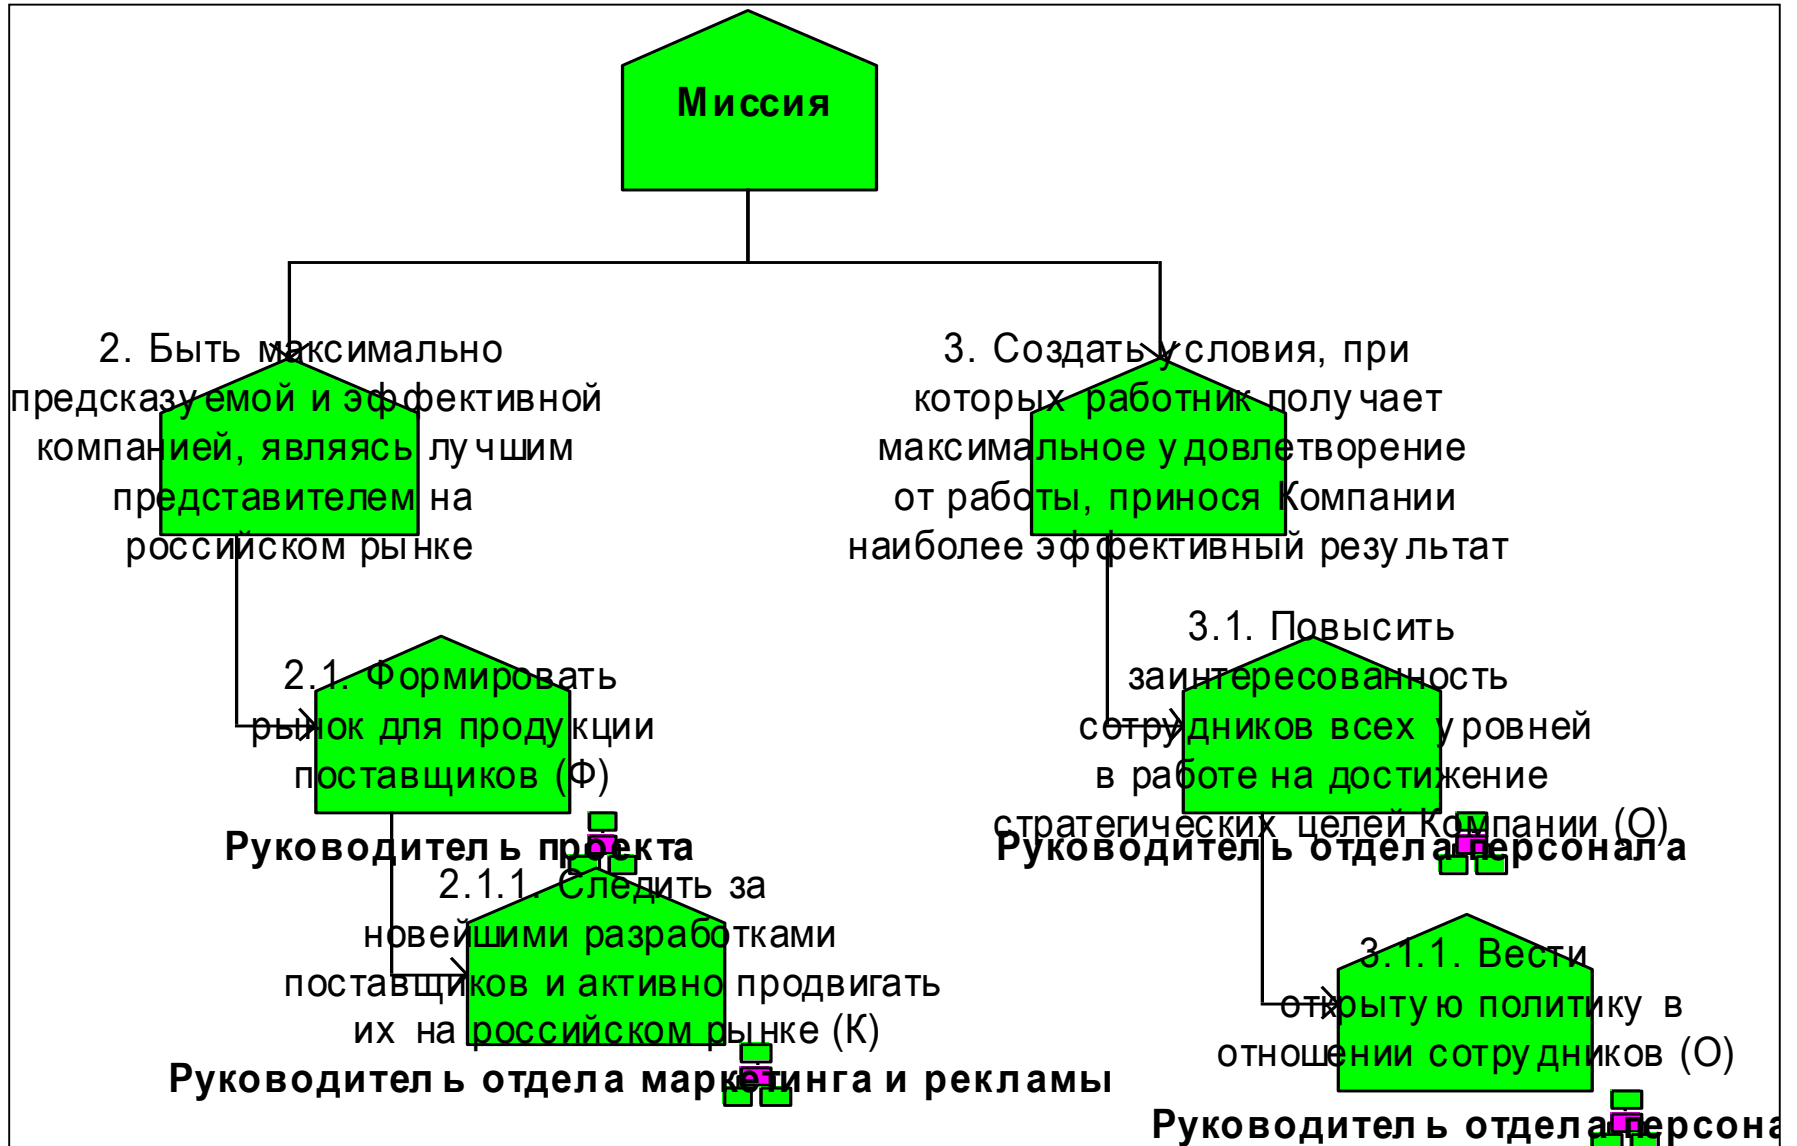 Миссия
2. Быть максимально
предсказуемой и эффективной
компанией, являясь лучшим
представителем на
российском рынке
3. Создать условия, при
которых работник получает
максимальное удовлетворение
от работы, принося Компании
наиболее эффективный результат
2.1. Формировать
рынок для продукции
поставщиков (Ф)
Руководитель проекта
3.1. Повысить
заинтересованность
сотрудников всех уровней
в работе на достижение
стратегических целей Компании (О)
Руководитель отдела персонала
2.1.1. Следить за
новейшими разработками
поставщиков и активно продвигать
их на российском рынке (К)
Руководитель отдела маркетинга и рекламы
3.1.1. Вести
открытую политику в
отношении сотрудников (О)
Руководитель отдела персона